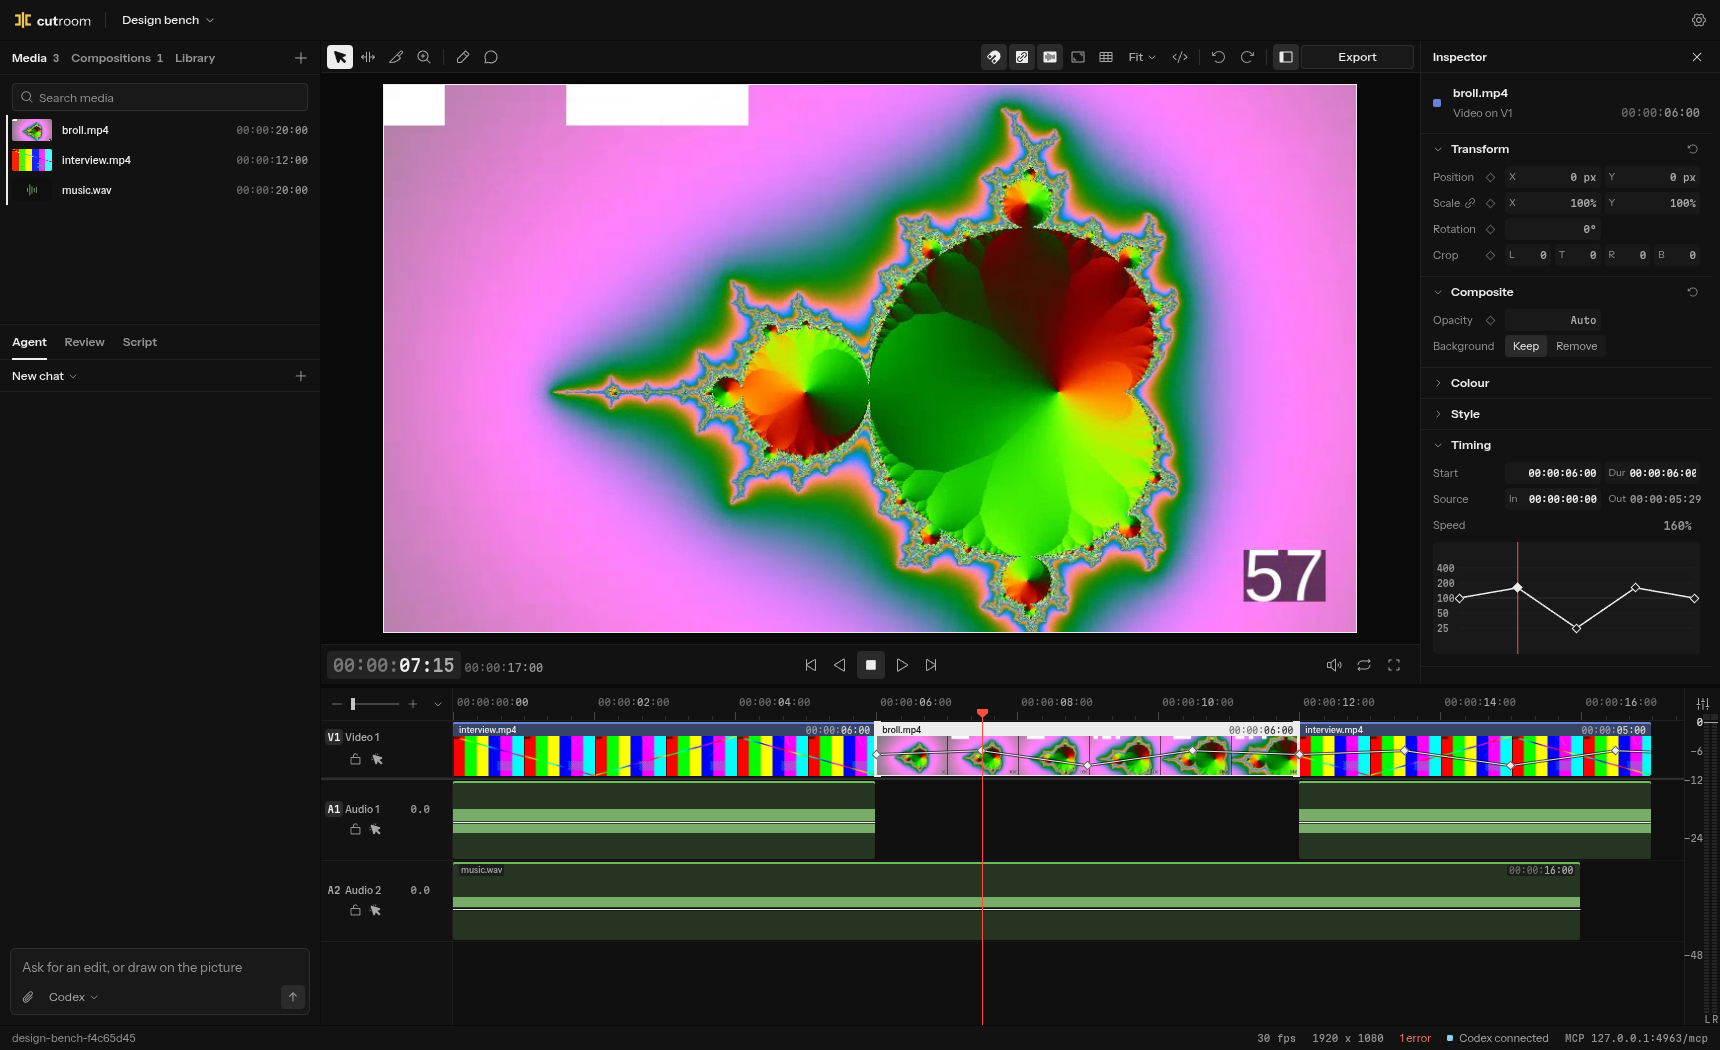 cutroom
Design bench
Media 3 Compositions 1 Library
Search media
broll.mp4 00:00:20:00
interview.mp4 00:00:12:00
music.wav 00:00:20:00
Agent Review Script
New chat
Ask for an edit, or draw on the picture
Codex
design-bench-f4c65d45
Fit
Export
57
00:00:07:15 00:00:17:00
Inspector
broll.mp4
Video on V1 00:00:06:00
Transform
Position X 0 px Y 0 px
Scale X 100% Y 100%
Rotation 0°
Crop L 0 T 0 R 0 B 0
Composite
Opacity Auto
Background Keep Remove
Colour
Style
Timing
Start 00:00:06:00 Dur 00:00:06:00
Source In 00:00:00:00 Out 00:00:05:29
Speed 160%
400
200
100
50
25
00:00:00:00 00:00:02:00 00:00:04:00 00:00:06:00 00:00:08:00 00:00:10:00 00:00:12:00 00:00:14:00 00:00:16:00
V1 Video 1
interview.mp4 00:00:06:00 broll.mp4 00:00:06:00 interview.mp4 00:00:05:00
A1 Audio 1 0.0
A2 Audio 2 0.0
music.wav 00:00:16:00
0
-6
-12
-24
-48
L R
30 fps 1920 x 1080 1 error Codex connected MCP 127.0.0.1:4963/mcp